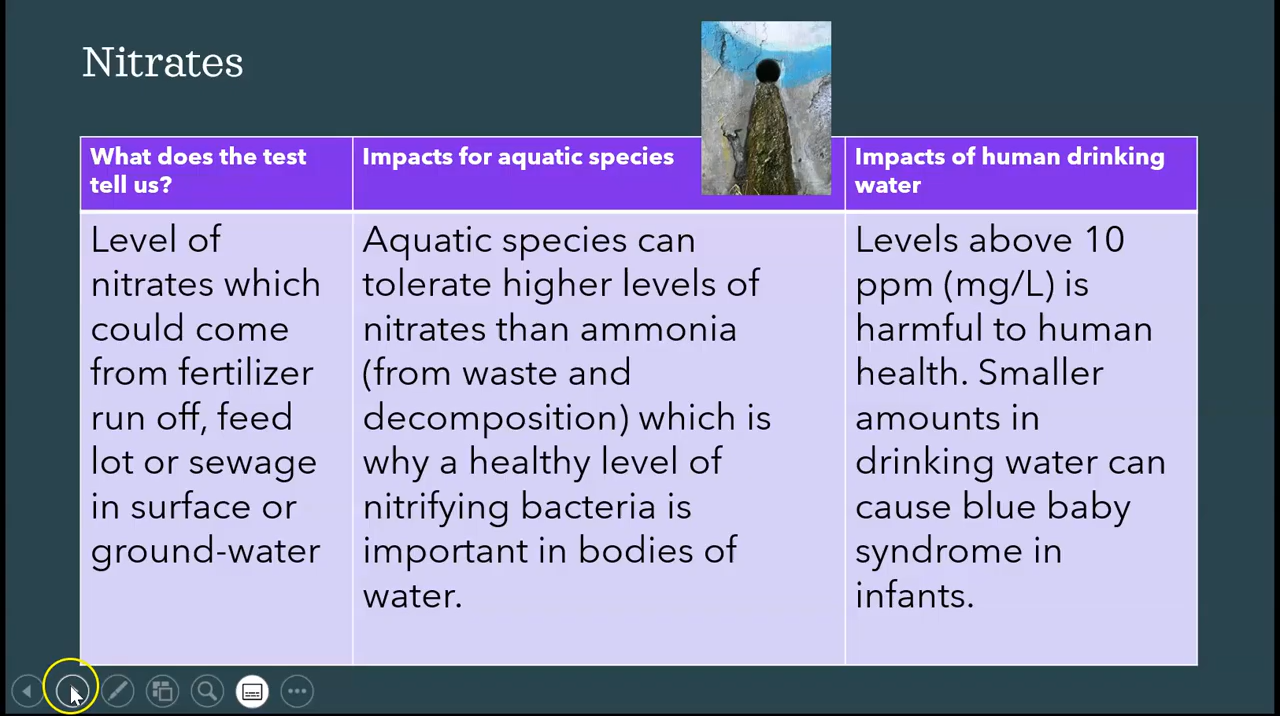 Nitrates
What does the test
tell us?
Impacts for aquatic species
Impacts of human drinking
water
Level of
nitrates which
could come
from fertilizer
run off, feed
lot or sewage
in surface or
ground-water
Aquatic species can
tolerate higher levels of
nitrates than ammonia
(from waste and
decomposition) which is
why a healthy level of
nitrifying bacteria is
important in bodies of
water.
Levels above 10
ppm (mg/L) is
harmful to human
health. Smaller
amounts in
drinking water can
cause blue baby
syndrome in
infants.